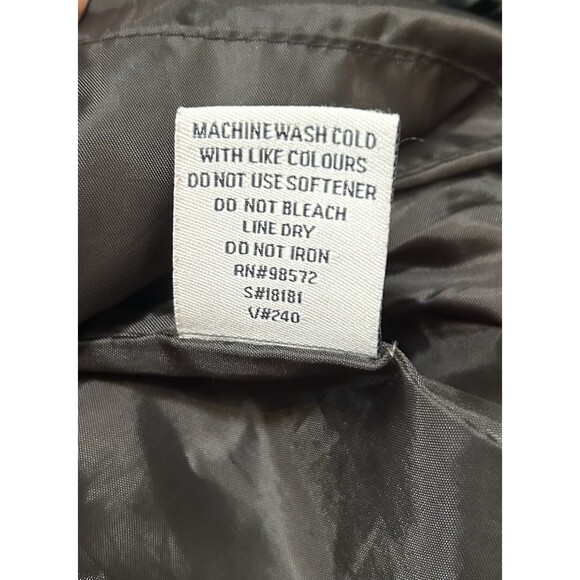 MACHINE WASH COLD
WITH LIKE COLOURS
DO NOT USE SOFTENER
DO NOT BLEACH
LINE DRY
DO NOT IRON
RN#98572
S#18181
V#240